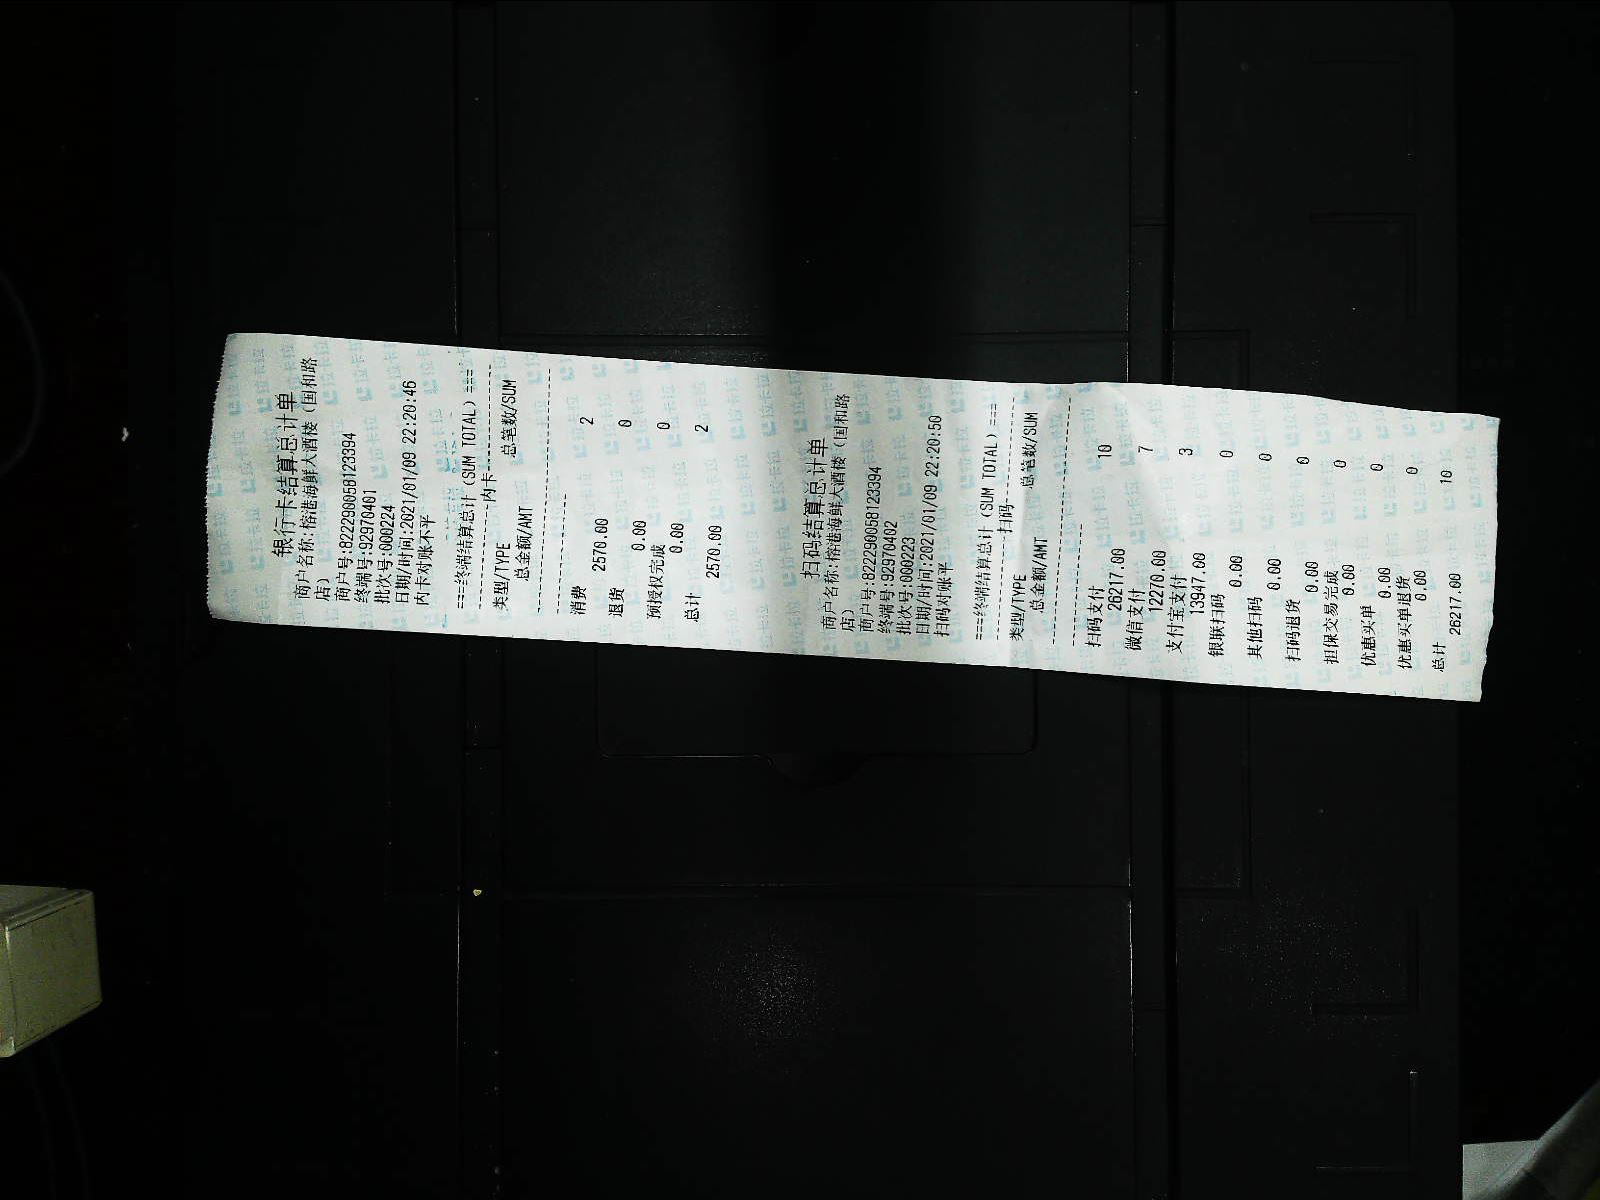 银行卡结算总计单
商户名称:榕港海鲜大酒楼（国和路
店）
商户号:822290058123394
终端号:92970401
批次号:000224
日期/时间:2021/01/09 22:20:46
内卡对账不平
===终端结算总计(SUM TOTAL)===
----------------内卡----------------
类型/TYPE 总笔数/SUM
总金额/AMT
消费 2
2570.00
退货 0
0.00
预授权完成 0
0.00
总计 2
2570.00
扫码结算总计单
商户名称:榕港海鲜大酒楼（国和路
店）
商户号:822290058123394
终端号:92970402
批次号:000223
日期/时间:2021/01/09 22:20:50
扫码对账平
===终端结算总计(SUM TOTAL)===
----------------扫码----------------
类型/TYPE 总笔数/SUM
总金额/AMT
扫码支付 10
26217.00
微信支付 7
12270.00
支付宝支付 3
13947.00
银联扫码 0
0.00
其他扫码 0
0.00
扫码退货 0
0.00
担保交易完成 0
0.00
优惠买单 0
0.00
优惠买单退货 0
0.00
总计 10
26217.00